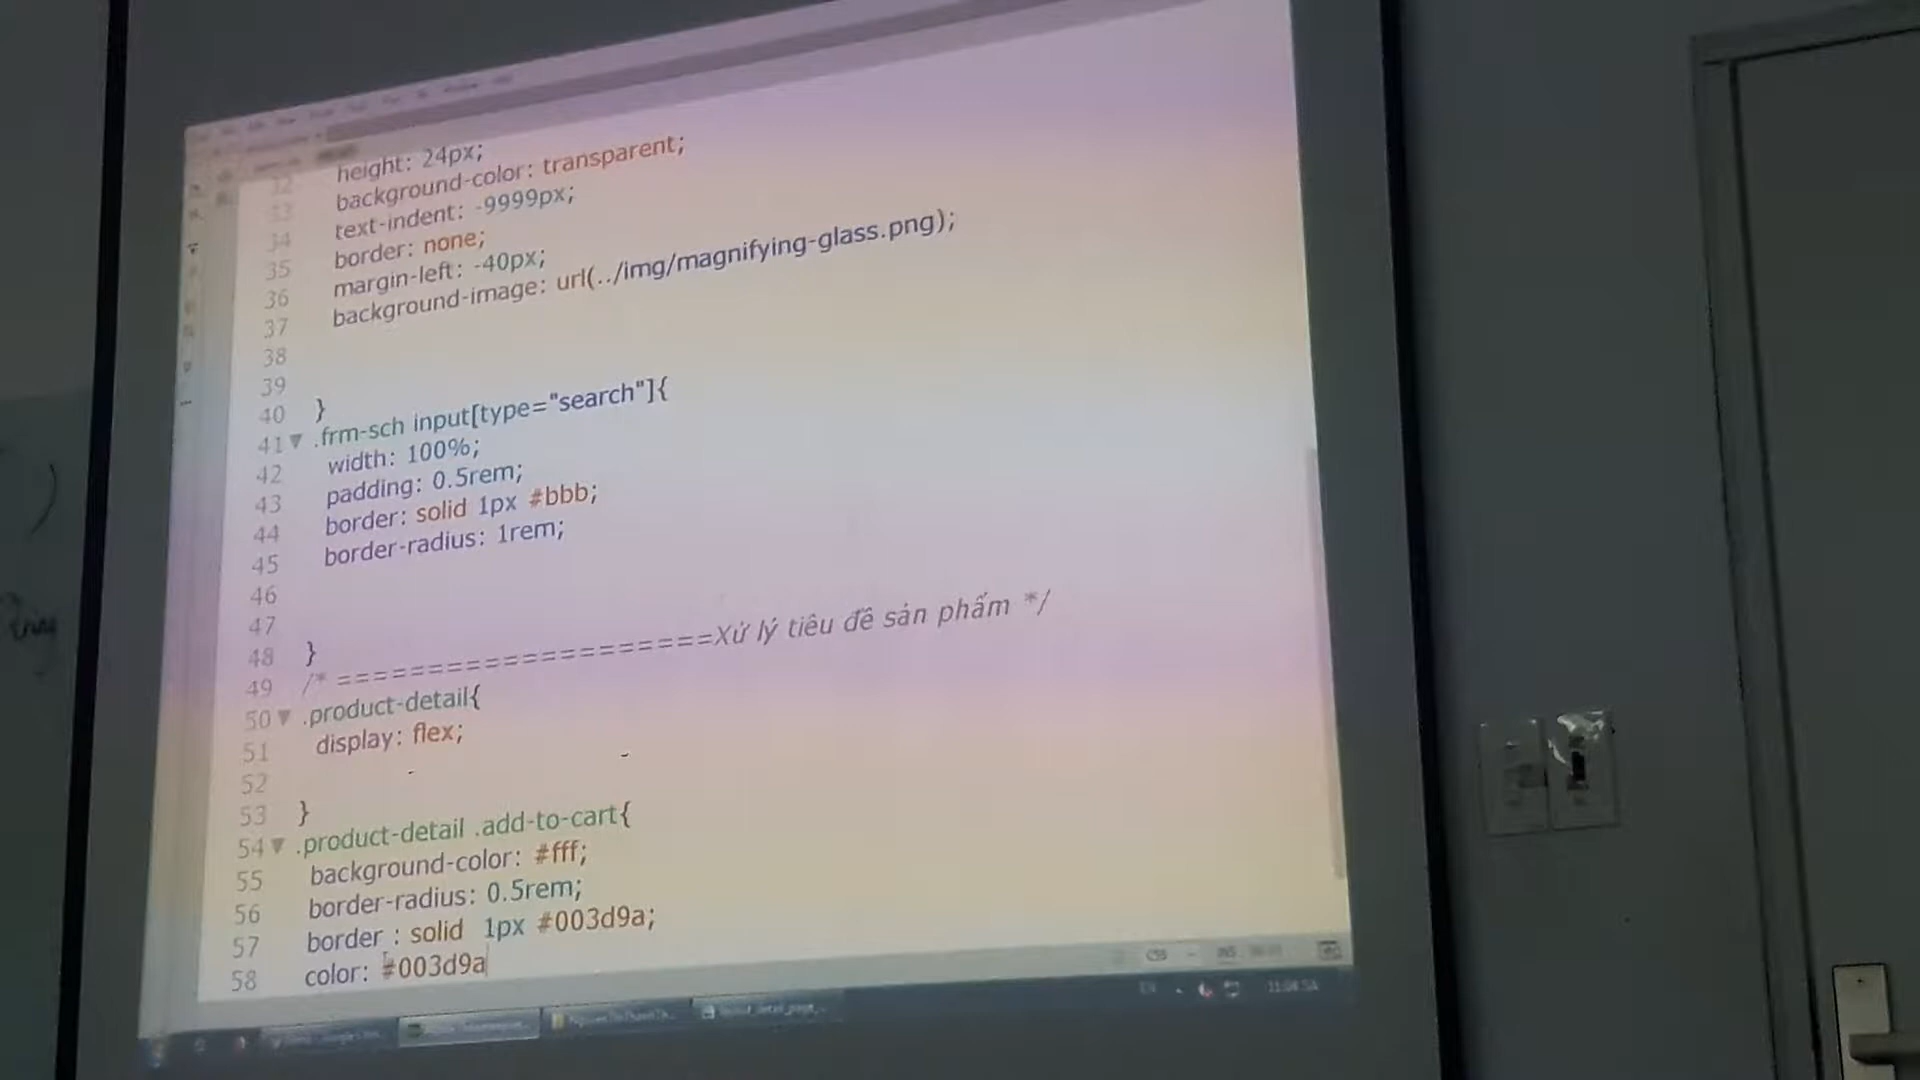 height: 24px;
32
background-color: transparent;
33
text-indent: -9999px;
34
border: none;
35
margin-left: -40px;
36
background-image: url(../img/magnifying-glass.png);
37
38
39
40 }
41 .frm-sch input[type="search"]{
42 width: 100%;
43 padding: 0.5rem;
44 border: solid 1px #bbb;
45 border-radius: 1rem;
46
47
48 }
49 /* =====================Xử lý tiêu đề sản phẩm */
50 .product-detail{
51 display: flex;
52
53 }
54 .product-detail .add-to-cart{
55 background-color: #fff;
56 border-radius: 0.5rem;
57 border : solid  1px #003d9a;
58 color: #003d9a
CSS
INS
EN